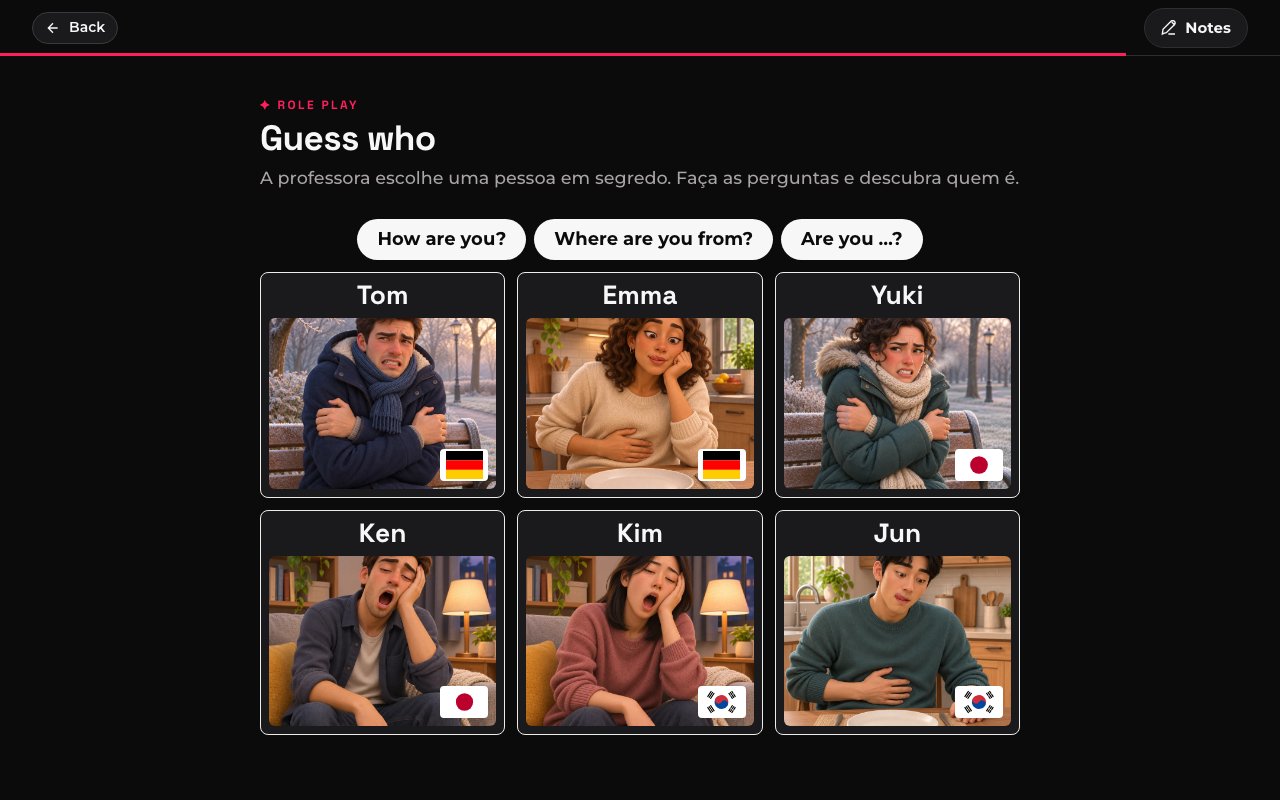 Back
Notes
ROLE PLAY
Guess who
A professora escolhe uma pessoa em segredo. Faça as perguntas e descubra quem é.
How are you?
Where are you from?
Are you ...?
Tom
Emma
Yuki
Ken
Kim
Jun